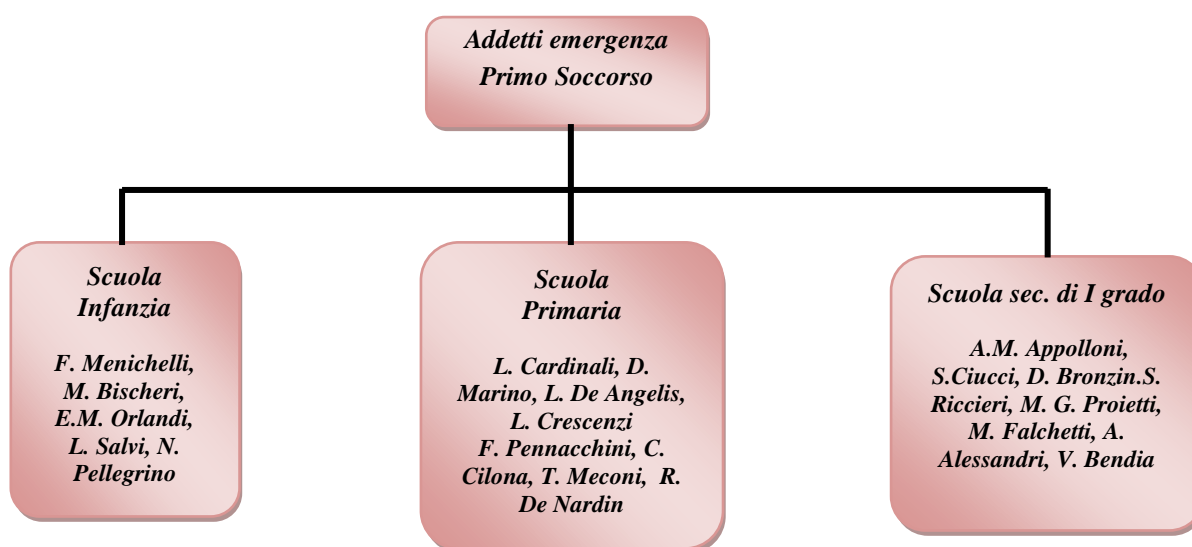 Addetti emergenza
Primo Soccorso
Scuola
Infanzia
F. Menichelli,
M. Bischeri,
E.M. Orlandi,
L. Salvi, N.
Pellegrino
Scuola
Primaria
L. Cardinali, D.
Marino, L. De Angelis,
L. Crescenzi
F. Pennacchini, C.
Cilona, T. Meconi, R.
De Nardin
Scuola sec. di I grado
A.M. Appolloni,
S.Ciucci, D. Bronzin.S.
Riccieri, M. G. Proietti,
M. Falchetti, A.
Alessandri, V. Bendia